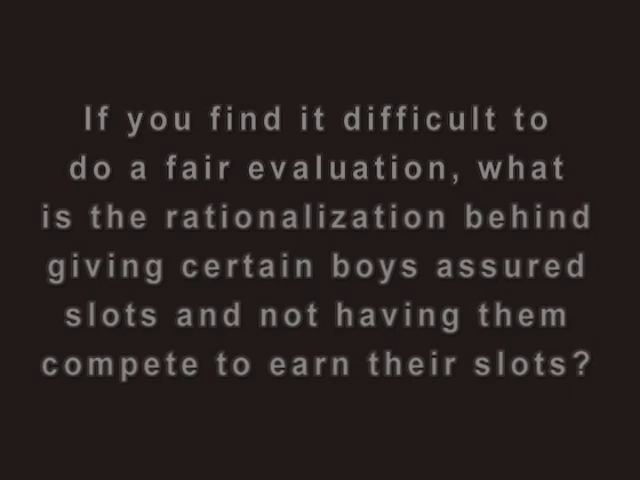 If you find it difficult to
do a fair evaluation, what
is the rationalization behind
giving certain boys assured
slots and not having them
compete to earn their slots?